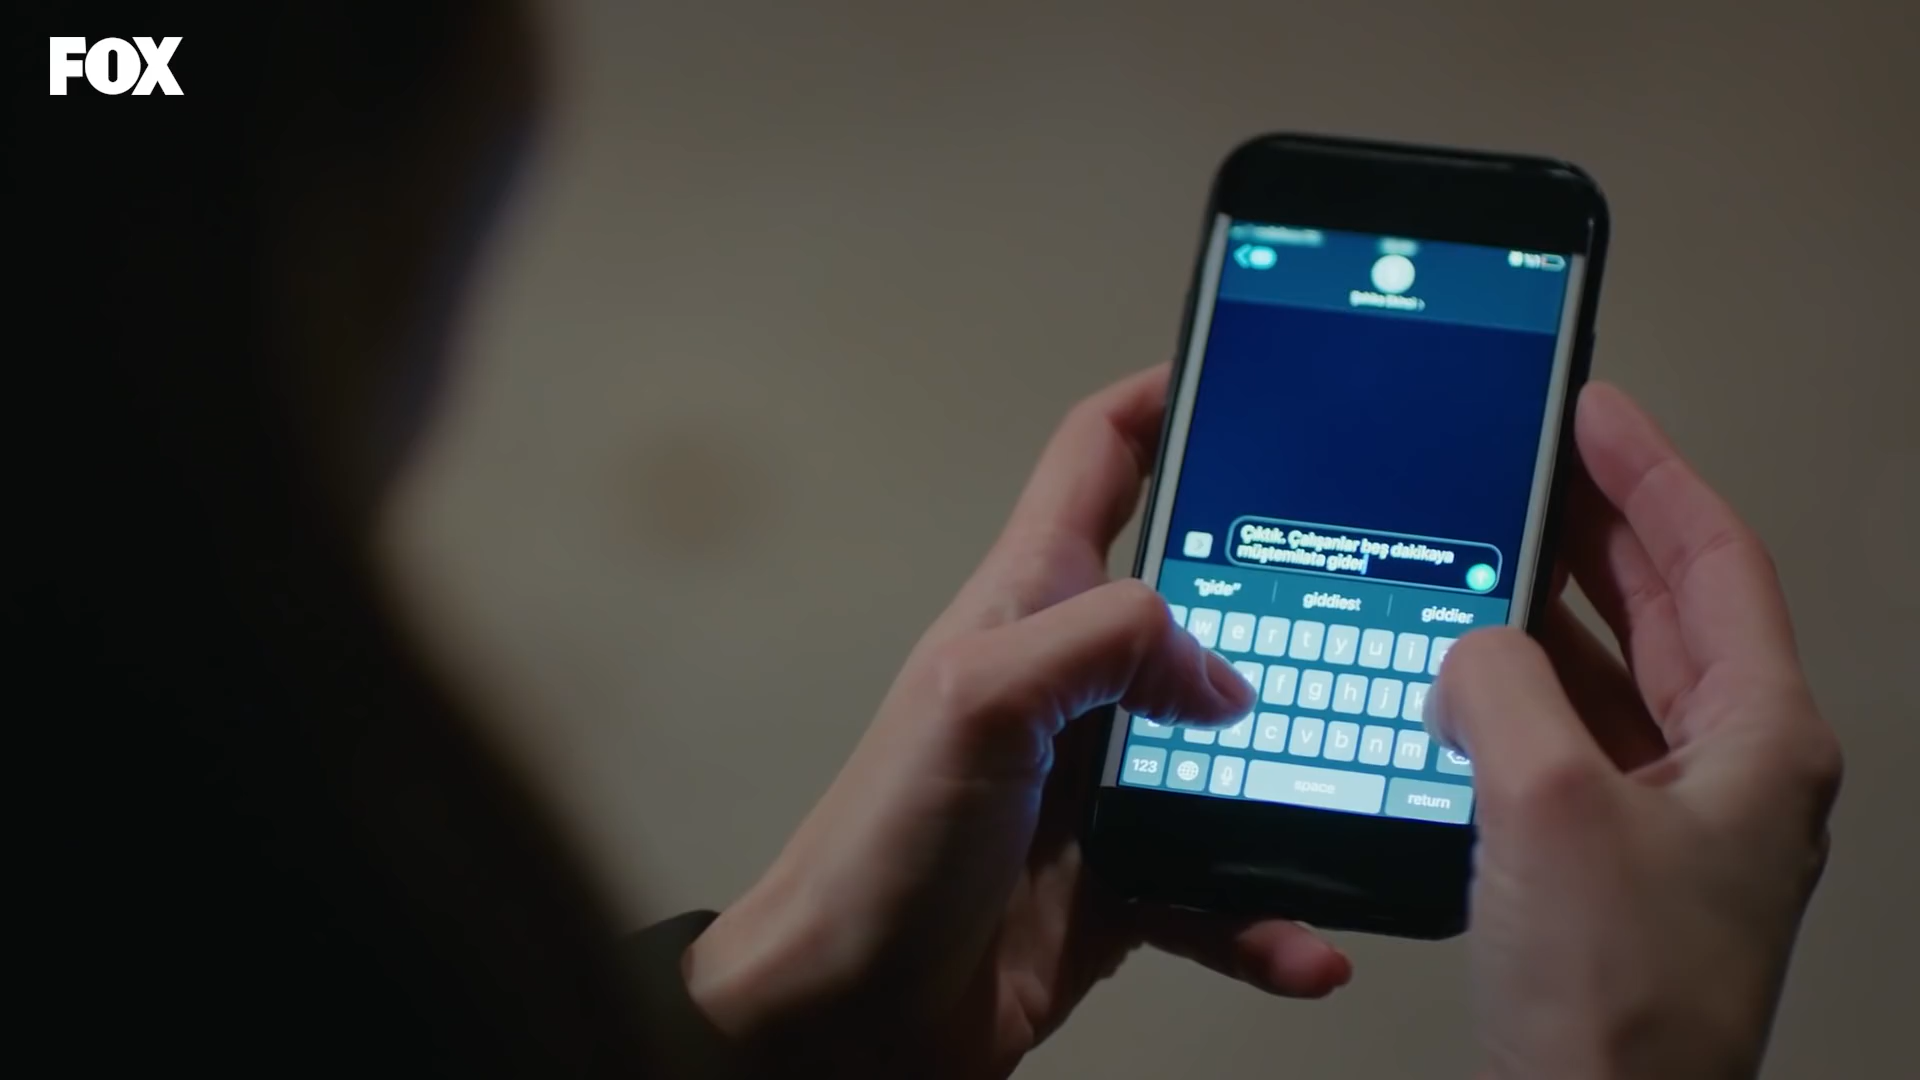 FOX
Çıktık. Çalışanlar beş dakikaya
müştemilata gider
"gide" giddiest giddier
w e r t y u i
f g h j k
x c v b n m
123 space return